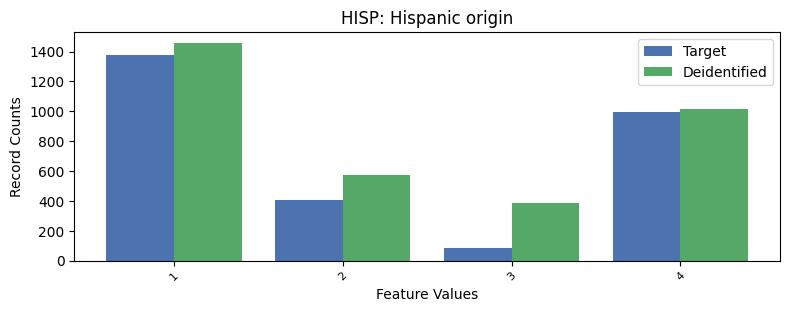 HISP: Hispanic origin
Target
Deidentified
Record Counts
1400
1200
1000
800
600
400
200
0
1 2 3 4
Feature Values